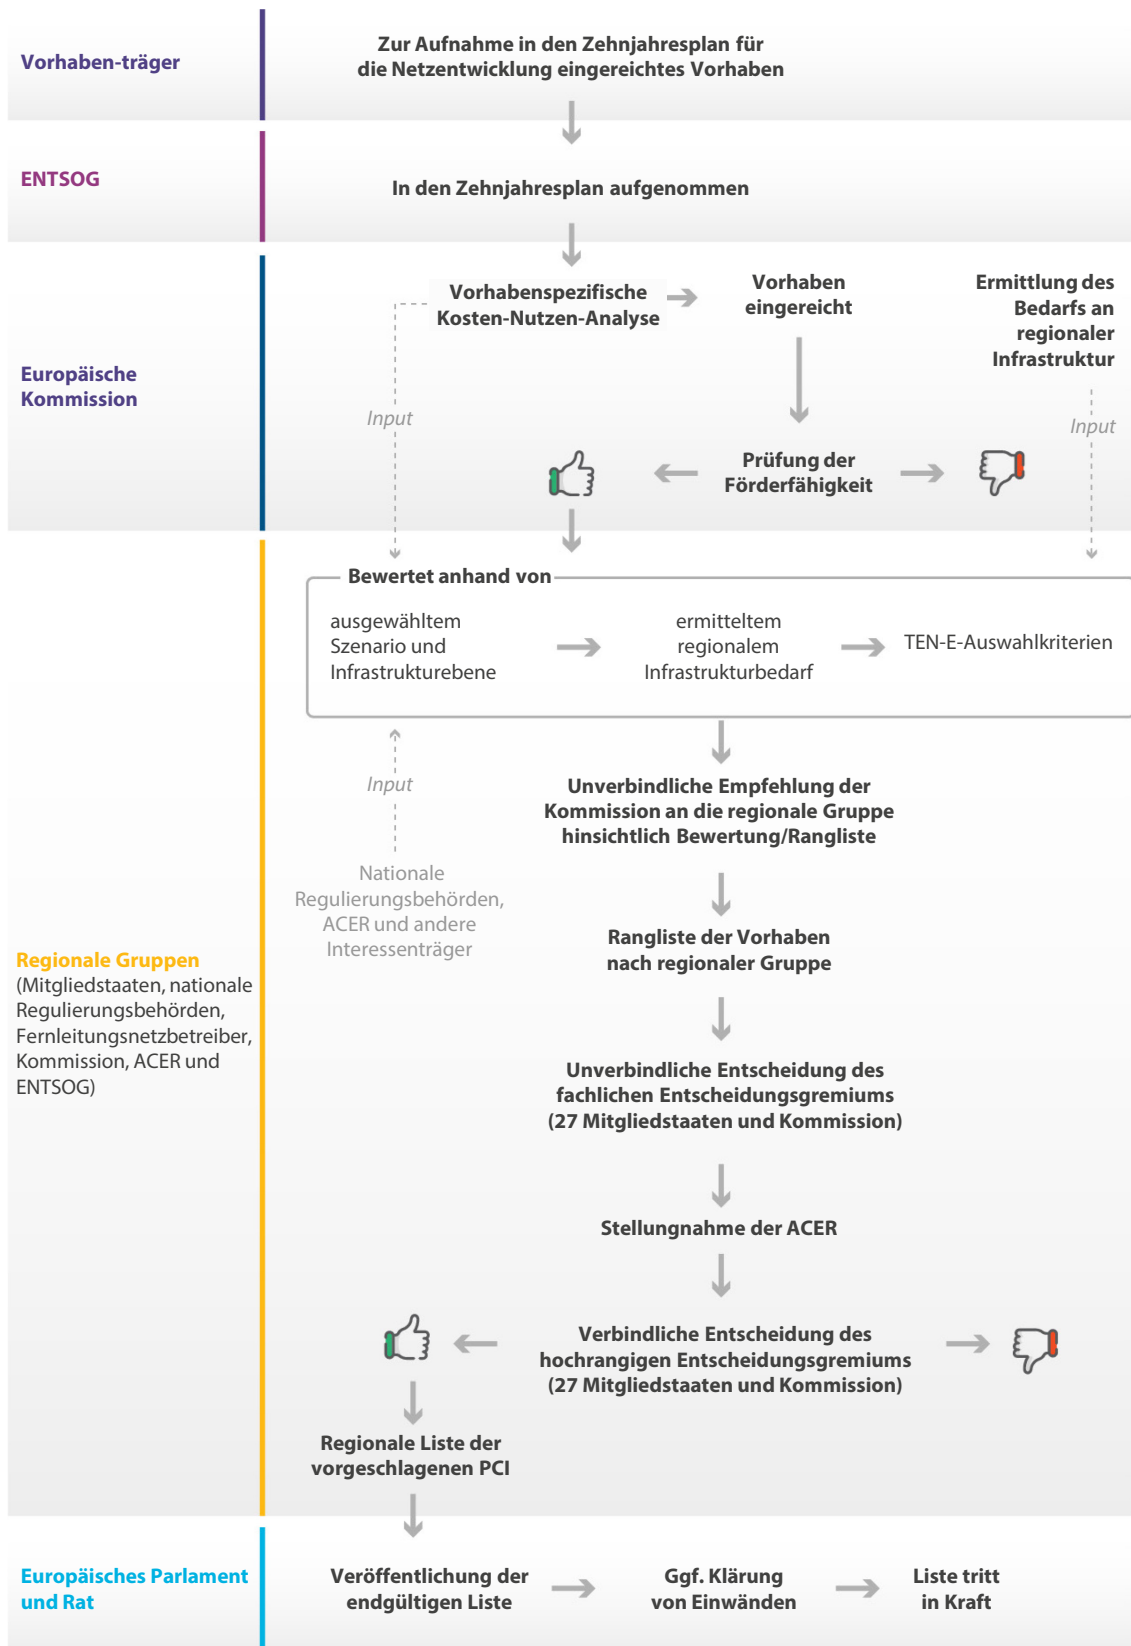 Vorhaben-träger
Zur Aufnahme in den Zehnjahresplan für
die Netzentwicklung eingereichtes Vorhaben
ENTSOG
In den Zehnjahresplan aufgenommen
Europäische
Kommission
Vorhabenspezifische
Kosten-Nutzen-Analyse
Vorhaben
eingereicht
Ermittlung des
Bedarfs an
regionaler
Infrastruktur
Input
Input
Prüfung der
Förderfähigkeit
Regionale Gruppen
(Mitgliedstaaten, nationale
Regulierungsbehörden,
Fernleitungsnetzbetreiber,
Kommission, ACER und
ENTSOG)
Bewertet anhand von
ausgewähltem
Szenario und
Infrastrukturebene
ermitteltem
regionalem
Infrastrukturbedarf
TEN-E-Auswahlkriterien
Input
Nationale
Regulierungsbehörden,
ACER und andere
Interessenträger
Unverbindliche Empfehlung der
Kommission an die regionale Gruppe
hinsichtlich Bewertung/Rangliste
Rangliste der Vorhaben
nach regionaler Gruppe
Unverbindliche Entscheidung des
fachlichen Entscheidungsgremiums
(27 Mitgliedstaaten und Kommission)
Stellungnahme der ACER
Verbindliche Entscheidung des
hochrangigen Entscheidungsgremiums
(27 Mitgliedstaaten und Kommission)
Regionale Liste der
vorgeschlagenen PCI
Europäisches Parlament
und Rat
Veröffentlichung der
endgültigen Liste
Ggf. Klärung
von Einwänden
Liste tritt
in Kraft